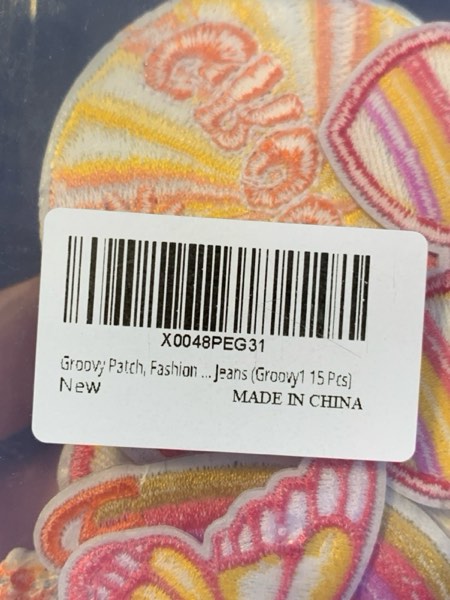 X0048PEG31
Groovy Patch, Fashion ... Jeans (Groovy1 15 Pcs)
New
MADE IN CHINA